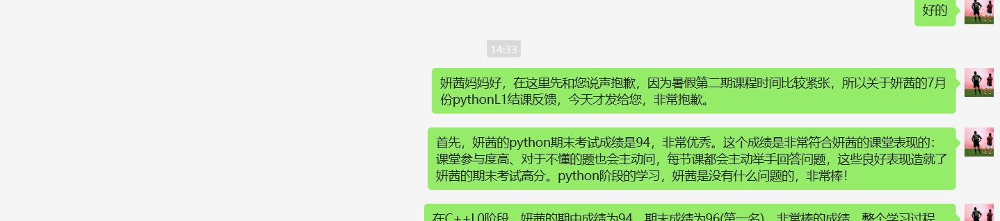 好的
14:33
妍茜妈妈好，在这里先和您说声抱歉，因为暑假第二期课程时间比较紧张，所以关于妍茜的7月
份pythonL1结课反馈，今天才发给您，非常抱歉。
首先，妍茜的python期末考试成绩是94，非常优秀。这个成绩是非常符合妍茜的课堂表现的：
课堂参与度高、对于不懂的题也会主动问，每节课都会主动举手回答问题，这些良好表现造就了
妍茜的期末考试高分。python阶段的学习，妍茜是没有什么问题的，非常棒！
在C++L0阶段，妍茜的期中成绩为94，期末成绩为96(第一名)，非常棒的成绩，整个学习过程